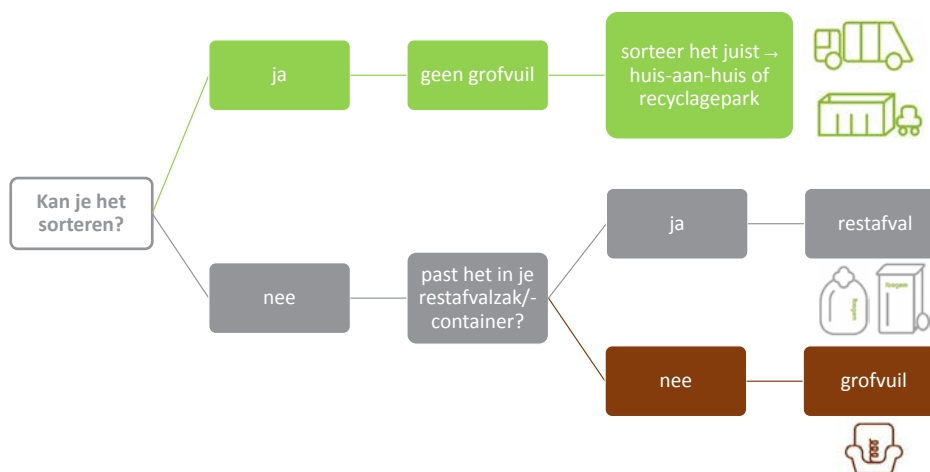 ja
geen grofvuil
sorteer het juist →
huis-aan-huis of
recyclagepark
Kan je het
sorteren?
nee
past het in je
restafvalzak/-
container?
ja
restafval
nee
grofvuil